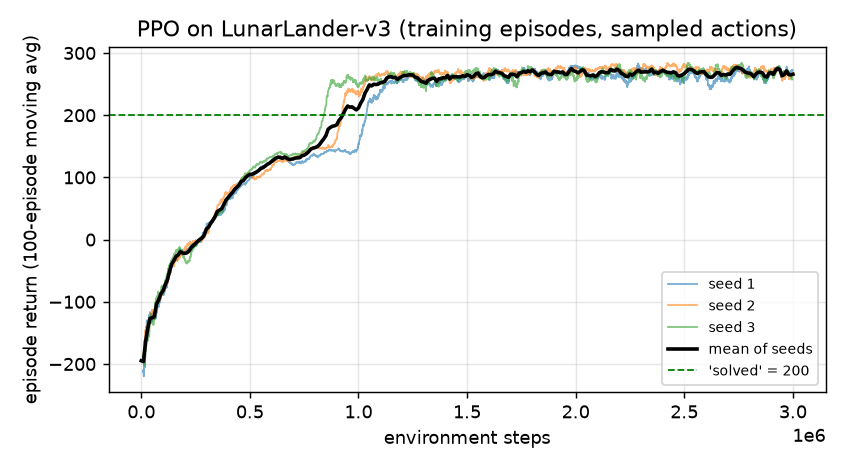 PPO on LunarLander-v3 (training episodes, sampled actions)
episode return (100-episode moving avg)
300
200
100
0
−100
−200
seed 1
seed 2
seed 3
mean of seeds
'solved' = 200
0.0 0.5 1.0 1.5 2.0 2.5 3.0
1e6
environment steps